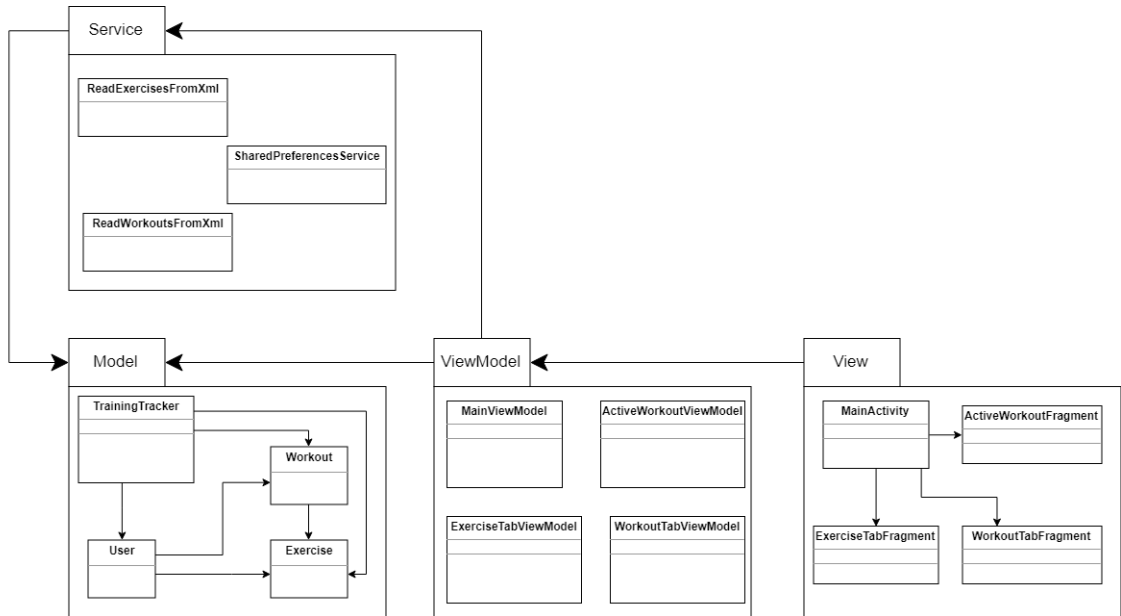 Service
ReadExercisesFromXml
SharedPreferencesService
ReadWorkoutsFromXml
Model
ViewModel
View
TrainingTracker
Workout
User
Exercise
MainViewModel
ActiveWorkoutViewModel
ExerciseTabViewModel
WorkoutTabViewModel
MainActivity
ActiveWorkoutFragment
ExerciseTabFragment
WorkoutTabFragment